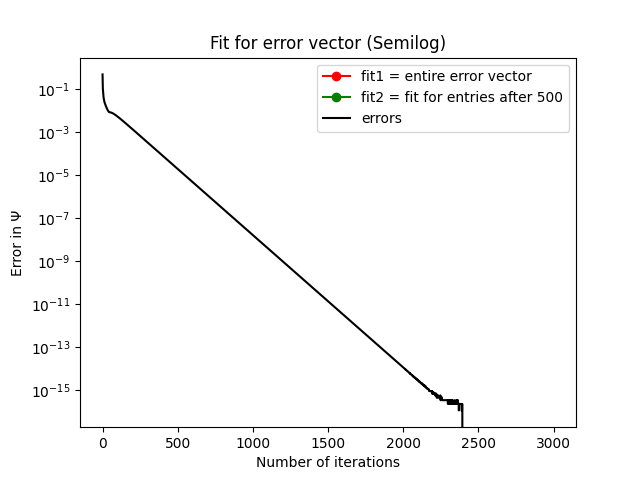 Fit for error vector (Semilog)
fit1 = entire error vector
fit2 = fit for entries after 500
errors
Error in Ψ
10⁻¹
10⁻³
10⁻⁵
10⁻⁷
10⁻⁹
10⁻¹¹
10⁻¹³
10⁻¹⁵
0 500 1000 1500 2000 2500 3000
Number of iterations